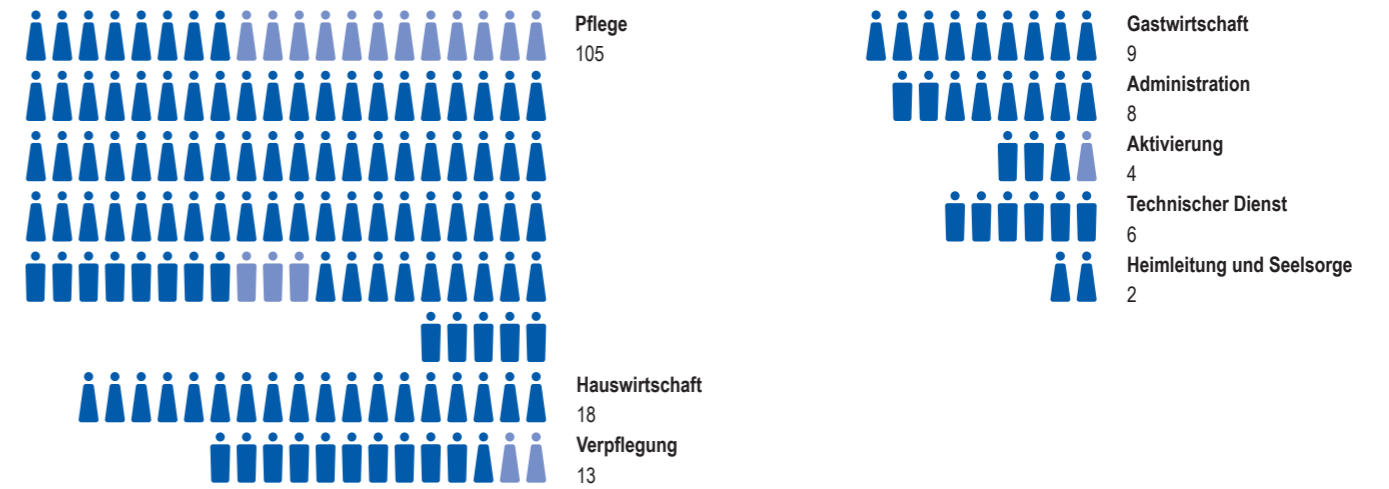 Pflege
105
Hauswirtschaft
18
Verpflegung
13
Gastwirtschaft
9
Administration
8
Aktivierung
4
Technischer Dienst
6
Heimleitung und Seelsorge
2